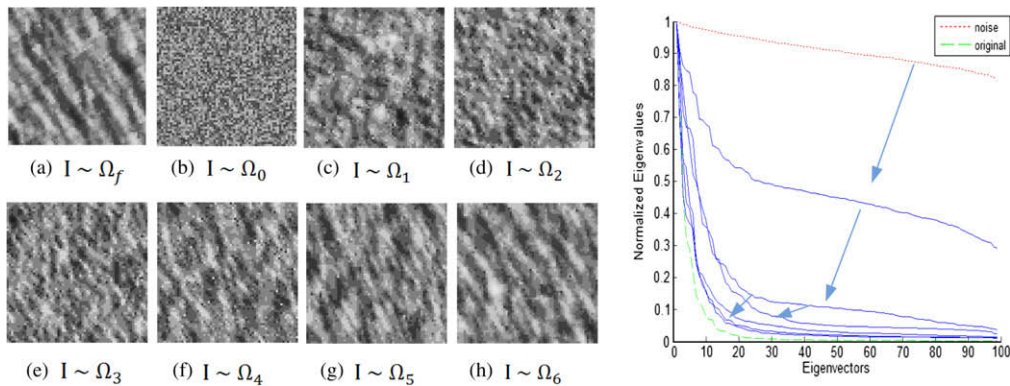 (a) I ~ Ω_f
(b) I ~ Ω_0
(c) I ~ Ω_1
(d) I ~ Ω_2
(e) I ~ Ω_3
(f) I ~ Ω_4
(g) I ~ Ω_5
(h) I ~ Ω_6
Normalized Eigenvalues
1
0.9
0.8
0.7
0.6
0.5
0.4
0.3
0.2
0.1
0
0 10 20 30 40 50 60 70 80 90 100
Eigenvectors
noise
original